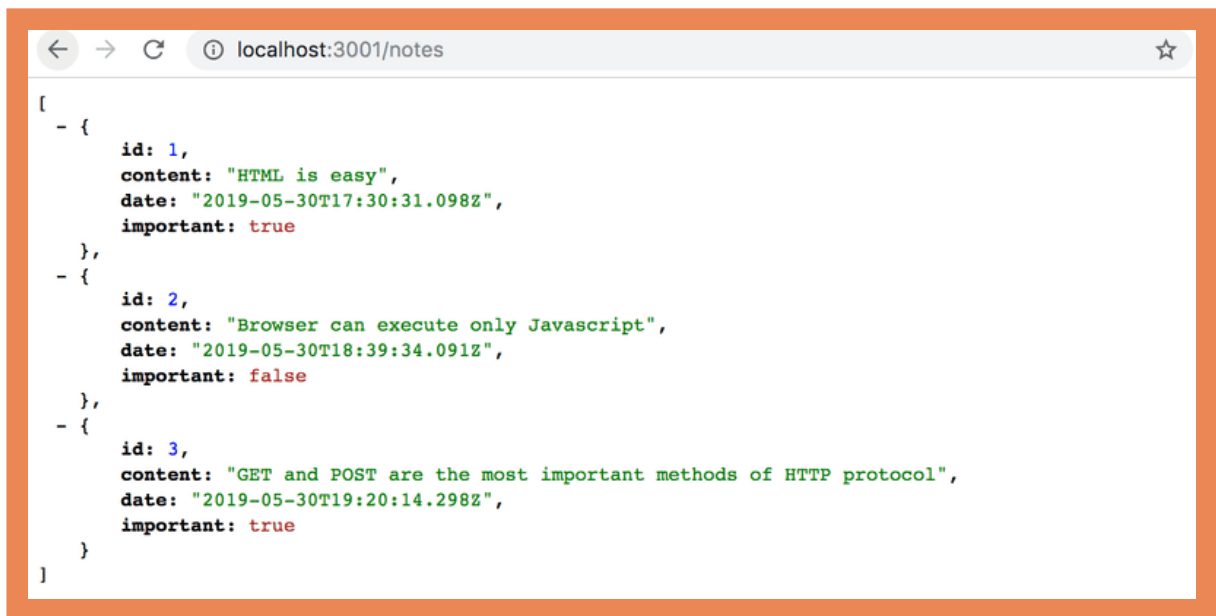 localhost:3001/notes
[
- {
id: 1,
content: "HTML is easy",
date: "2019-05-30T17:30:31.098Z",
important: true
},
- {
id: 2,
content: "Browser can execute only Javascript",
date: "2019-05-30T18:39:34.091Z",
important: false
},
- {
id: 3,
content: "GET and POST are the most important methods of HTTP protocol",
date: "2019-05-30T19:20:14.298Z",
important: true
}
]